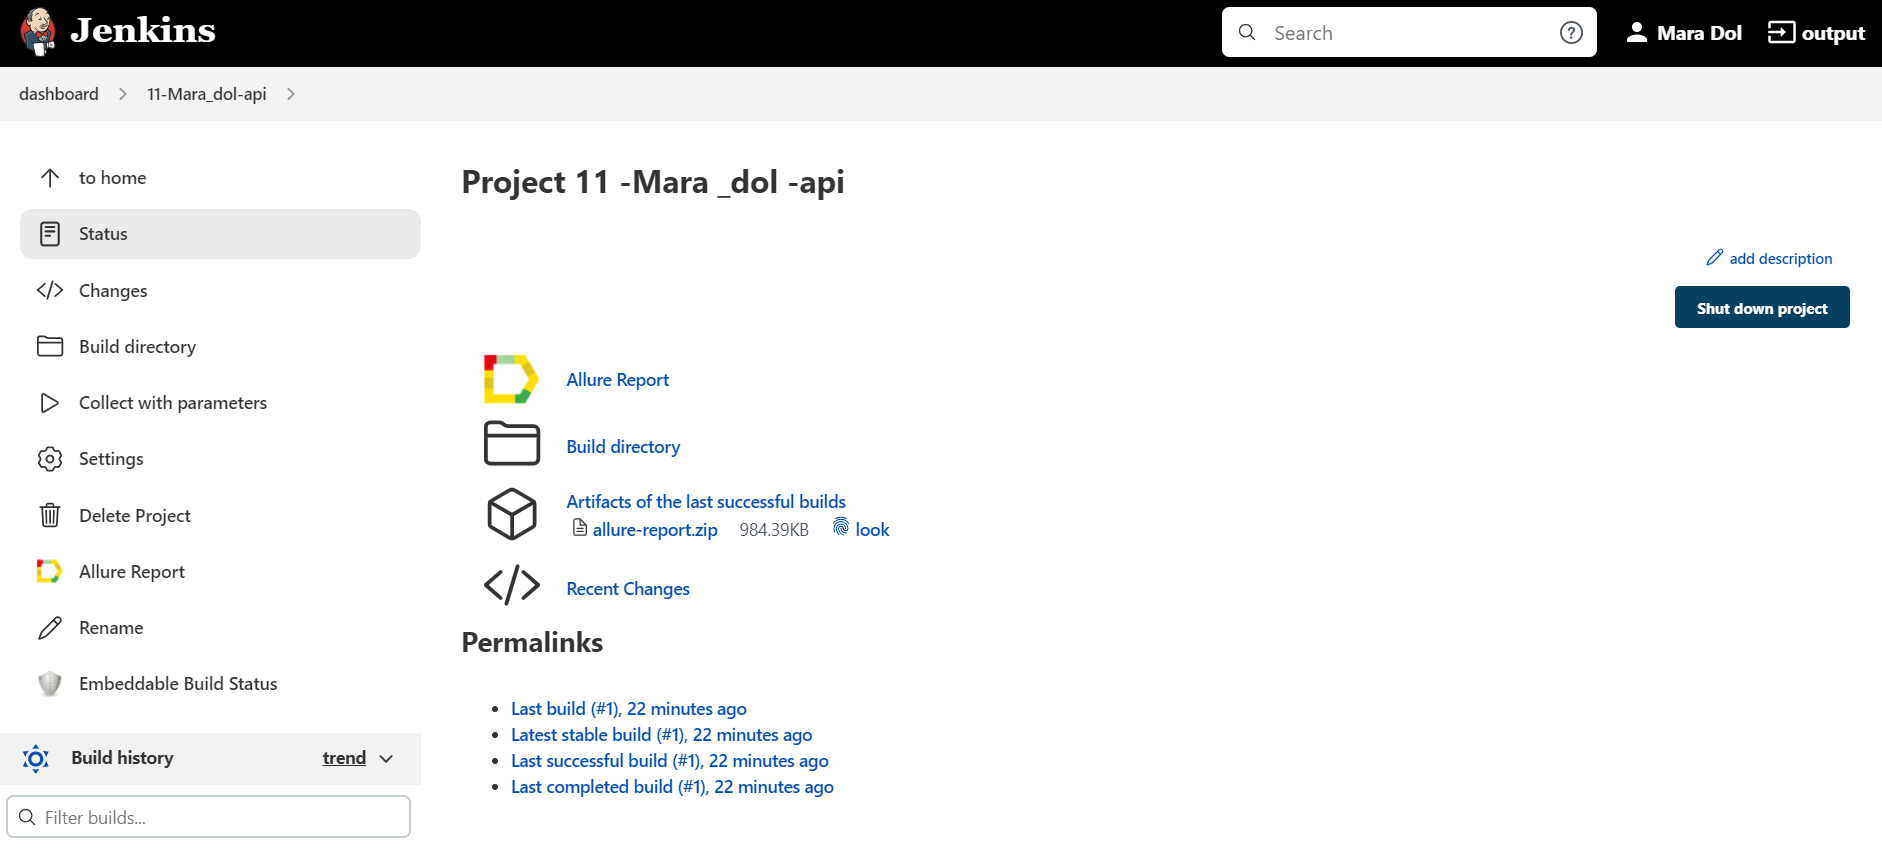 Jenkins
Search
Mara Dol
output
dashboard
11-Mara_dol-api
to home
Status
Changes
Build directory
Collect with parameters
Settings
Delete Project
Allure Report
Rename
Embeddable Build Status
Build history
trend
Filter builds...
Project 11 -Mara _dol -api
add description
Shut down project
Allure Report
Build directory
Artifacts of the last successful builds
allure-report.zip 984.39KB look
Recent Changes
Permalinks
Last build (#1), 22 minutes ago
Latest stable build (#1), 22 minutes ago
Last successful build (#1), 22 minutes ago
Last completed build (#1), 22 minutes ago